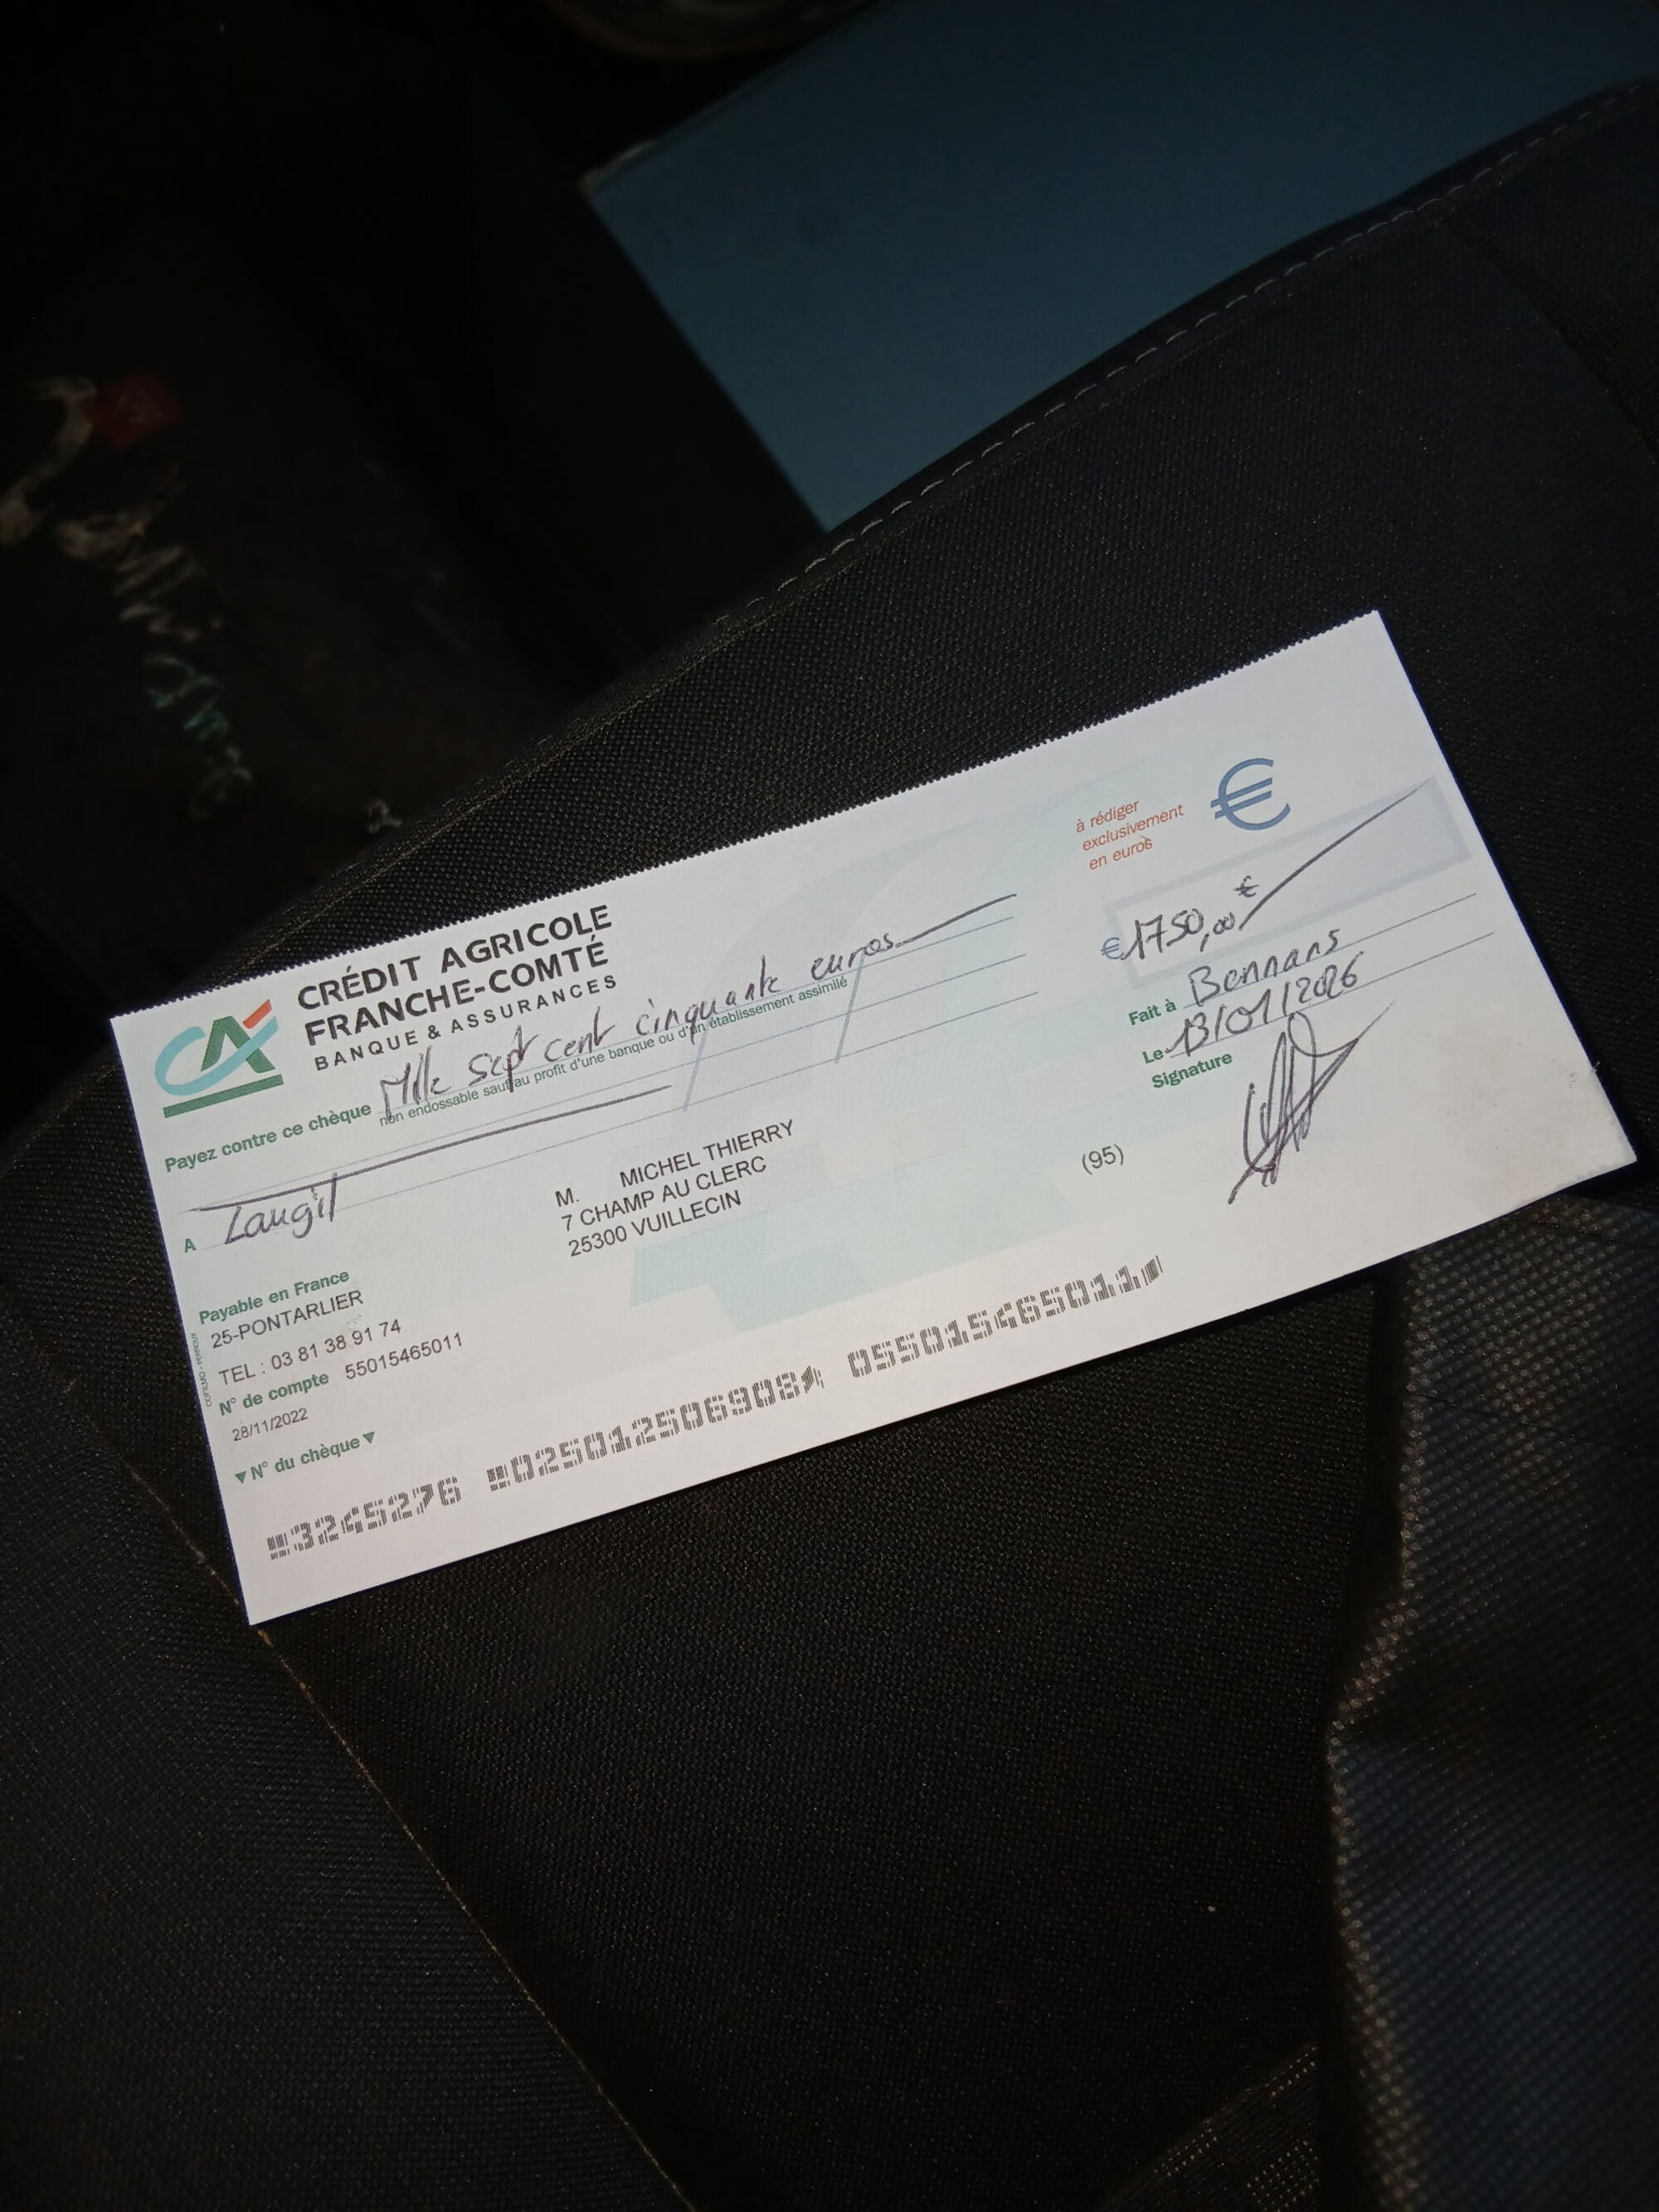 CRÉDIT AGRICOLE
FRANCHE-COMTÉ
BANQUE & ASSURANCES
à rédiger
exclusivement
en euros
€
Payez contre ce chèque Mille sept cent cinquante euros
non endossable sauf au profit d'une banque ou d'un établissement assimilé
€ 1750,00 €
A Zaugil
Fait à Bennans
Le 13/01/2026
Signature
M. MICHEL THIERRY
7 CHAMP AU CLERC
25300 VUILLECIN
(95)
Payable en France
25-PONTARLIER
TEL : 03 81 38 91 74
N° de compte 55015465011
28/11/2022
▼N° du chèque▼
3245276 025012506908 055015465011